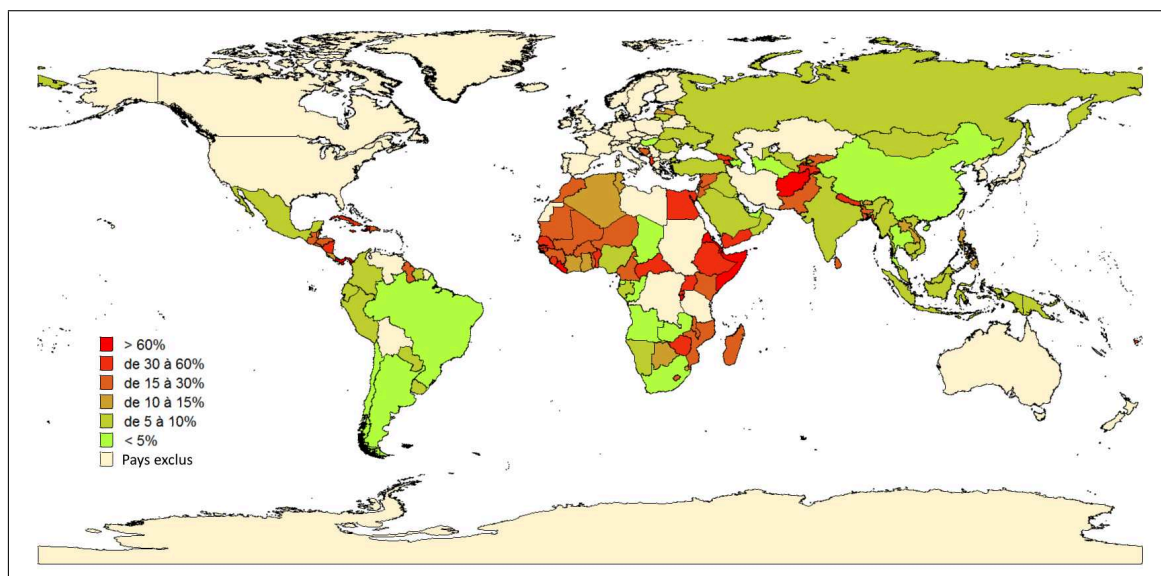 > 60%
de 30 à 60%
de 15 à 30%
de 10 à 15%
de 5 à 10%
< 5%
Pays exclus